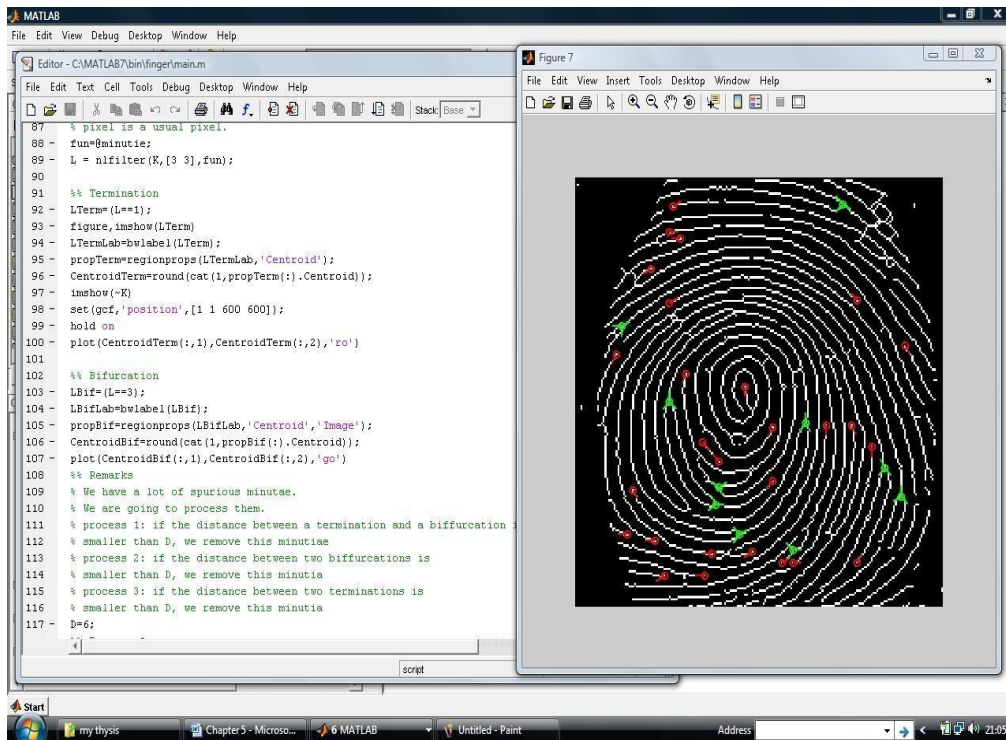 MATLAB
File Edit View Debug Desktop Window Help
Editor - C:\MATLAB7\bin\finger\main.m
File Edit Text Cell Tools Debug Desktop Window Help
Stack: Base
87 % pixel is a usual pixel.
88 - fun=@minutie;
89 - L = nlfilter(K,[3 3],fun);
90
91 %% Termination
92 - LTerm=(L==1);
93 - figure,imshow(LTerm)
94 - LTermLab=bwlabel(LTerm);
95 - propTerm=regionprops(LTermLab,'Centroid');
96 - CentroidTerm=round(cat(1,propTerm(:).Centroid));
97 - imshow(~K)
98 - set(gcf,'position',[1 1 600 600]);
99 - hold on
100 - plot(CentroidTerm(:,1),CentroidTerm(:,2),'ro')
101
102 %% Bifurcation
103 - LBif=(L==3);
104 - LBifLab=bwlabel(LBif);
105 - propBif=regionprops(LBifLab,'Centroid','Image');
106 - CentroidBif=round(cat(1,propBif(:).Centroid));
107 - plot(CentroidBif(:,1),CentroidBif(:,2),'go')
108 %% Remarks
109 % We have a lot of spurious minutae.
110 % We are going to process them.
111 % process 1: if the distance between a termination and a biffurcation
112 % smaller than D, we remove this minutiae
113 % process 2: if the distance between two biffurcations is
114 % smaller than D, we remove this minutia
115 % process 3: if the distance between two terminations is
116 % smaller than D, we remove this minutia
117 - D=6;
script
Figure 7
File Edit View Insert Tools Desktop Window Help
Start
my thysis Chapter 5 - Microso... 6 MATLAB Untitled - Paint Address 21:05